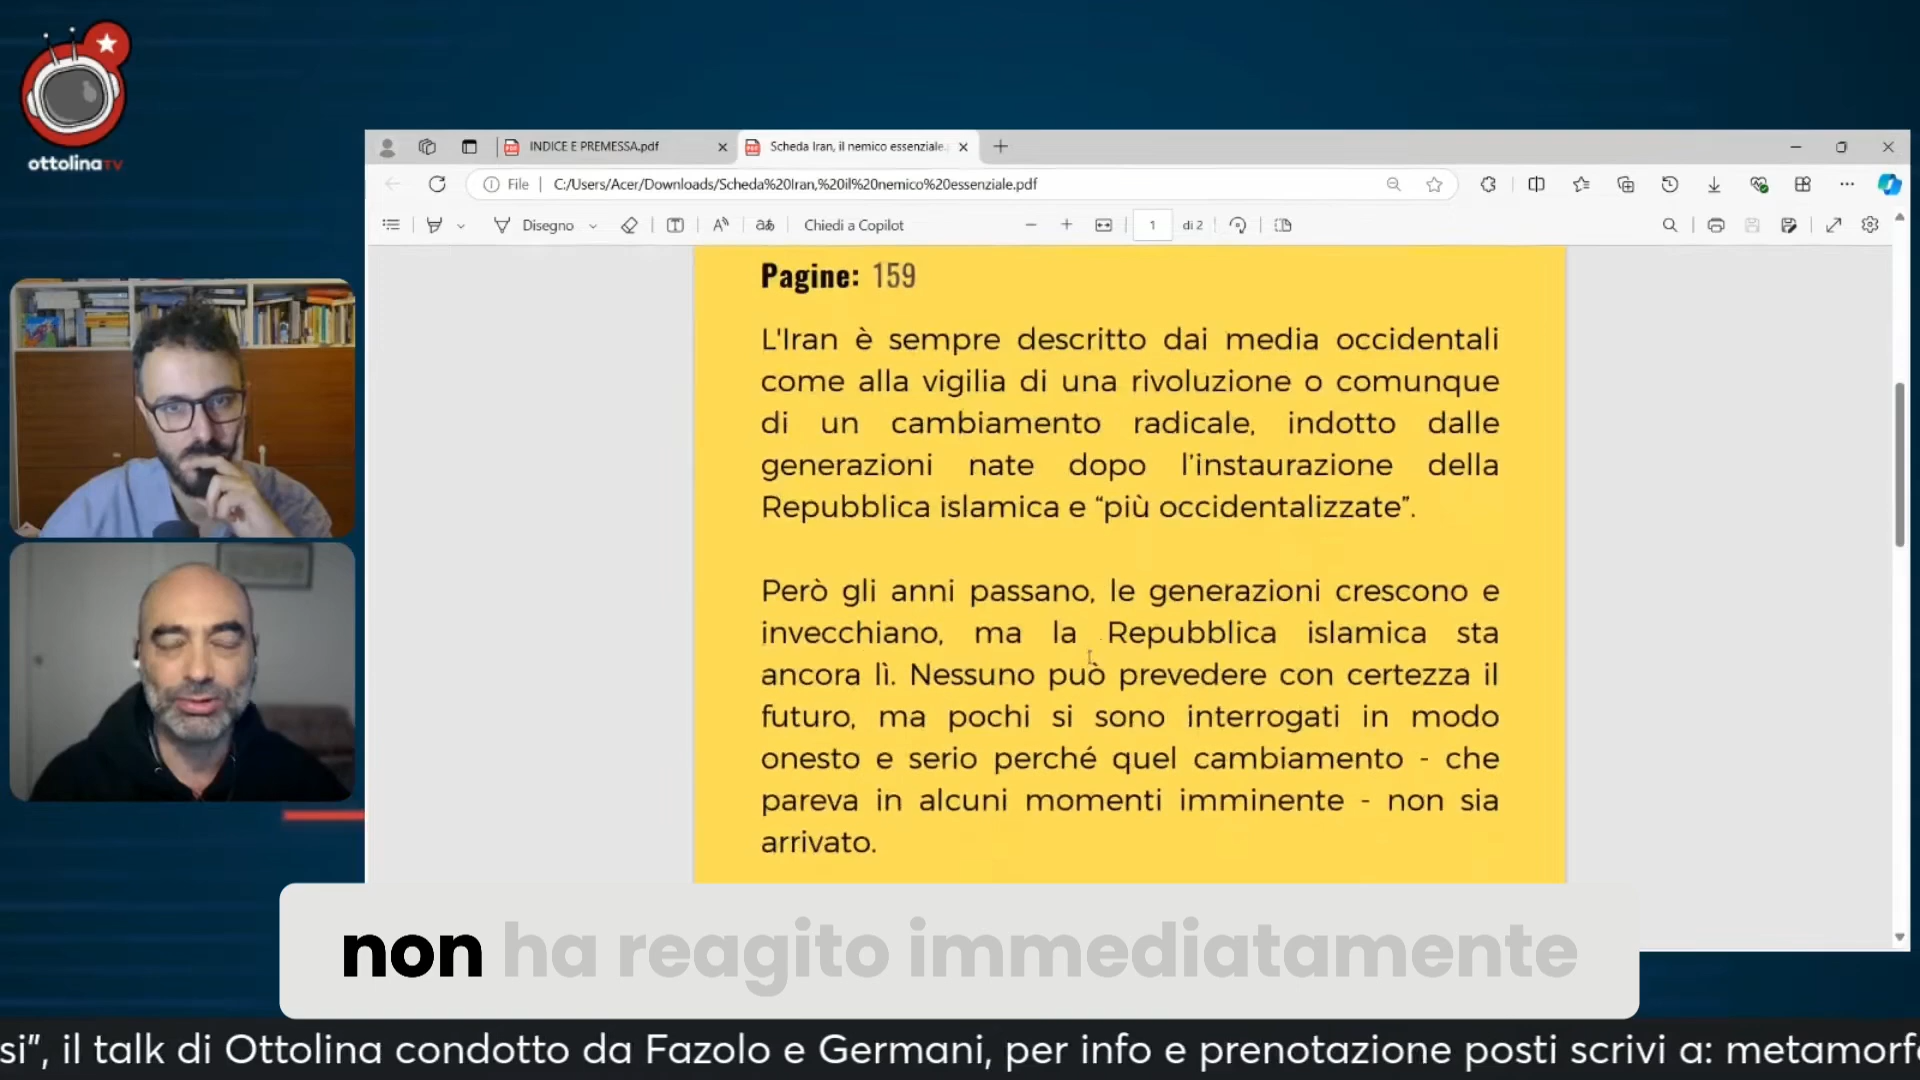 ottolinaTV
INDICE E PREMESSA.pdf
Scheda Iran, il nemico essenziale.
File
C:/Users/Acer/Downloads/Scheda%20Iran,%20il%20nemico%20essenziale.pdf
Disegno
Chiedi a Copilot
1
di 2
Pagine: 159
L'Iran è sempre descritto dai media occidentali
come alla vigilia di una rivoluzione o comunque
di un cambiamento radicale, indotto dalle
generazioni nate dopo l’instaurazione della
Repubblica islamica e “più occidentalizzate”.
Però gli anni passano, le generazioni crescono e
invecchiano, ma la Repubblica islamica sta
ancora lì. Nessuno può prevedere con certezza il
futuro, ma pochi si sono interrogati in modo
onesto e serio perché quel cambiamento - che
pareva in alcuni momenti imminente - non sia
arrivato.
non ha reagito immediatamente
si”, il talk di Ottolina condotto da Fazolo e Germani, per info e prenotazione posti scrivi a: metamorf